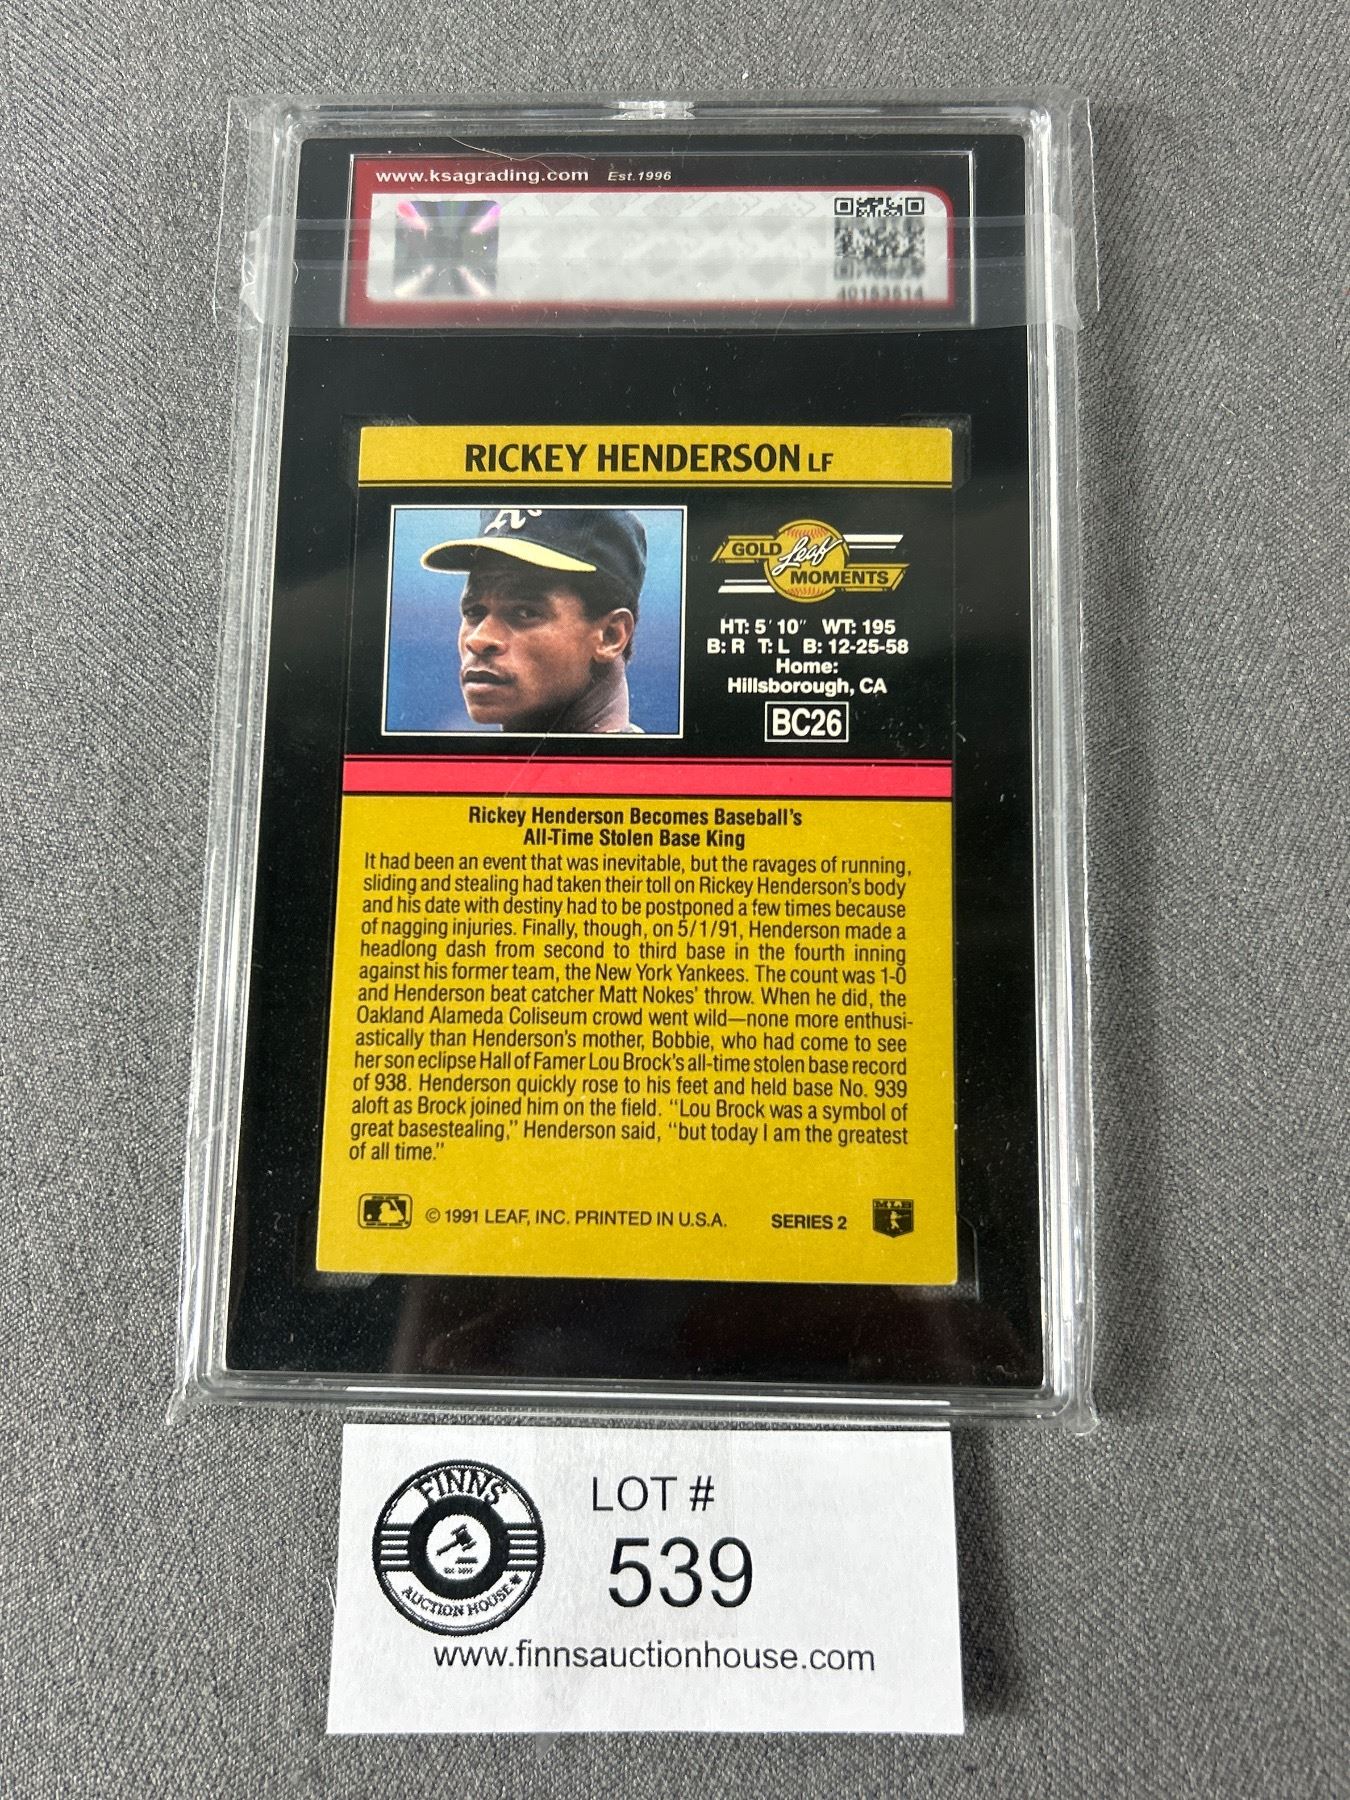 www.ksagrading.com Est.1996
RICKEY HENDERSON LF
A's
GOLD Leaf MOMENTS
HT: 5' 10" WT: 195
B: R T: L B: 12-25-58
Home:
Hillsborough, CA
BC26
Rickey Henderson Becomes Baseball's
All-Time Stolen Base King
It had been an event that was inevitable, but the ravages of running,
sliding and stealing had taken their toll on Rickey Henderson's body
and his date with destiny had to be postponed a few times because
of nagging injuries. Finally, though, on 5/1/91, Henderson made a
headlong dash from second to third base in the fourth inning
against his former team, the New York Yankees. The count was 1-0
and Henderson beat catcher Matt Nokes' throw. When he did, the
Oakland Alameda Coliseum crowd went wild—none more enthusi-
astically than Henderson's mother, Bobbie, who had come to see
her son eclipse Hall of Famer Lou Brock's all-time stolen base record
of 938. Henderson quickly rose to his feet and held base No. 939
aloft as Brock joined him on the field. "Lou Brock was a symbol of
great basestealing," Henderson said, "but today I am the greatest
of all time."
© 1991 LEAF, INC. PRINTED IN U.S.A. SERIES 2 MLB
FINNS
AUCTION HOUSE
LOT #
539
www.finnsauctionhouse.com